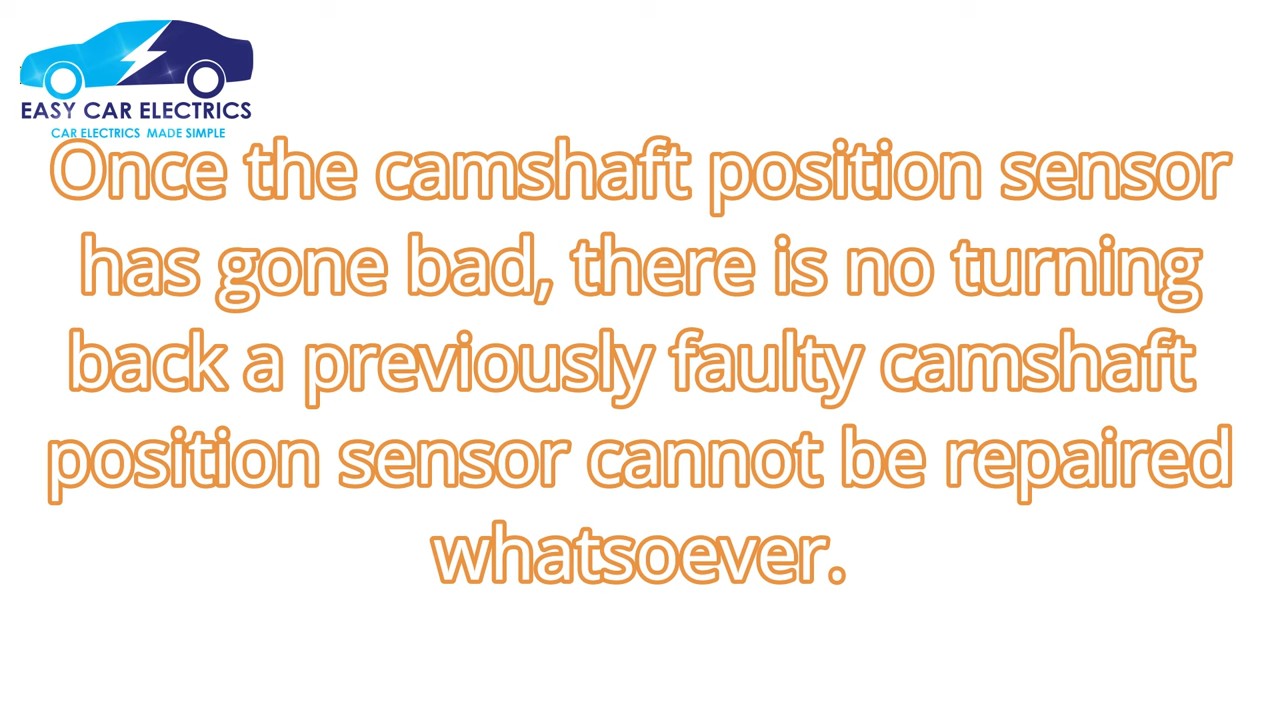 EASY CAR ELECTRICS
CAR ELECTRICS MADE SIMPLE
Once the camshaft position sensor
has gone bad, there is no turning
back a previously faulty camshaft
position sensor cannot be repaired
whatsoever.